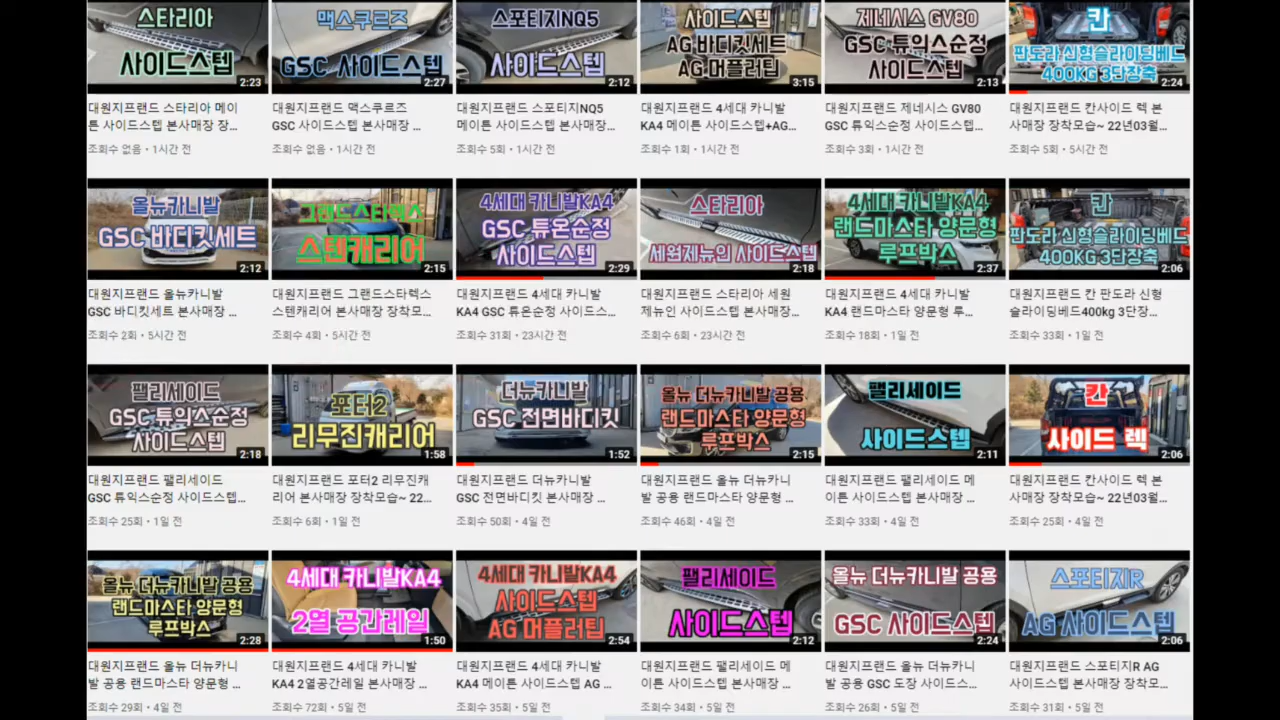 스타리아
사이드스텝
2:23
맥스쿠르즈
GSC 사이드스텝
2:27
스포티지NQ5
사이드스텝
2:12
사이드스텝
AG 바디킷세트
AG 머플러팁
3:15
제네시스 GV80
GSC 튜익스순정
사이드스텝
2:13
칸
판도라 신형슬라이딩베드
400KG 3단장축
2:24
대원지프랜드 스타리아 메이
튼 사이드스텝 본사매장 장...
조회수 없음 • 1시간 전
대원지프랜드 맥스쿠르즈
GSC 사이드스텝 본사매장 ...
조회수 없음 • 1시간 전
대원지프랜드 스포티지NQ5
메이튼 사이드스텝 본사매장...
조회수 5회 • 1시간 전
대원지프랜드 4세대 카니발
KA4 메이튼 사이드스텝+AG...
조회수 1회 • 1시간 전
대원지프랜드 제네시스 GV80
GSC 튜익스순정 사이드스텝...
조회수 3회 • 1시간 전
대원지프랜드 칸사이드 렉 본
사매장 장착모습~ 22년03월...
조회수 5회 • 5시간 전
올뉴카니발
GSC 바디킷세트
2:12
그랜드스타렉스
스텐캐리어
2:15
4세대 카니발KA4
GSC 튜온순정
사이드스텝
2:29
스타리아
세원제뉴인 사이드스텝
2:18
4세대 카니발KA4
랜드마스타 양문형
루프박스
2:37
칸
판도라 신형슬라이딩베드
400KG 3단장축
2:06
대원지프랜드 올뉴카니발
GSC 바디킷세트 본사매장 ...
조회수 2회 • 5시간 전
대원지프랜드 그랜드스타렉스
스텐캐리어 본사매장 장착모...
조회수 4회 • 5시간 전
대원지프랜드 4세대 카니발
KA4 GSC 튜온순정 사이드스...
조회수 31회 • 23시간 전
대원지프랜드 스타리아 세원
제뉴인 사이드스텝 본사매장...
조회수 6회 • 23시간 전
대원지프랜드 4세대 카니발
KA4 랜드마스타 양문형 루...
조회수 18회 • 1일 전
대원지프랜드 칸 판도라 신형
슬라이딩베드400kg 3단장...
조회수 33회 • 1일 전
팰리세이드
GSC 튜익스순정
사이드스텝
2:18
포터2
리무진캐리어
1:58
더뉴카니발
GSC 전면바디킷
1:52
올뉴 더뉴카니발 공용
랜드마스타 양문형
루프박스
2:15
팰리세이드
사이드스텝
2:11
칸
사이드 렉
2:06
대원지프랜드 팰리세이드
GSC 튜익스순정 사이드스텝...
조회수 25회 • 1일 전
대원지프랜드 포터2 리무진캐
리어 본사매장 장착모습~ 22...
조회수 6회 • 1일 전
대원지프랜드 더뉴카니발
GSC 전면바디킷 본사매장 ...
조회수 50회 • 4일 전
대원지프랜드 올뉴 더뉴카니
발 공용 랜드마스타 양문형 ...
조회수 46회 • 4일 전
대원지프랜드 팰리세이드 메
이튼 사이드스텝 본사매장 ...
조회수 33회 • 4일 전
대원지프랜드 칸사이드 렉 본
사매장 장착모습~ 22년03월...
조회수 25회 • 4일 전
올뉴 더뉴카니발 공용
랜드마스타 양문형
루프박스
2:28
4세대 카니발KA4
2열 공간레일
1:50
4세대 카니발KA4
사이드스텝
AG 머플러팁
2:54
팰리세이드
사이드스텝
2:12
올뉴 더뉴카니발 공용
GSC 사이드스텝
2:24
스포티지R
AG 사이드스텝
2:06
대원지프랜드 올뉴 더뉴카니
발 공용 랜드마스타 양문형 ...
조회수 29회 • 4일 전
대원지프랜드 4세대 카니발
KA4 2열공간레일 본사매장 ...
조회수 72회 • 5일 전
대원지프랜드 4세대 카니발
KA4 메이튼 사이드스텝 AG ...
조회수 35회 • 5일 전
대원지프랜드 팰리세이드 메
이튼 사이드스텝 본사매장 ...
조회수 34회 • 5일 전
대원지프랜드 올뉴 더뉴카니
발 공용 GSC 도장 사이드스...
조회수 26회 • 5일 전
대원지프랜드 스포티지R AG
사이드스텝 본사매장 장착모...
조회수 31회 • 5일 전